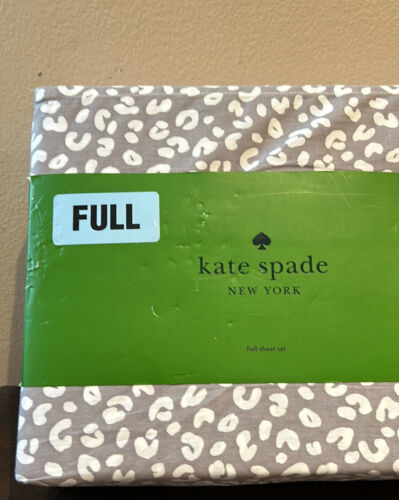 FULL
kate spade
NEW YORK
Full sheet set